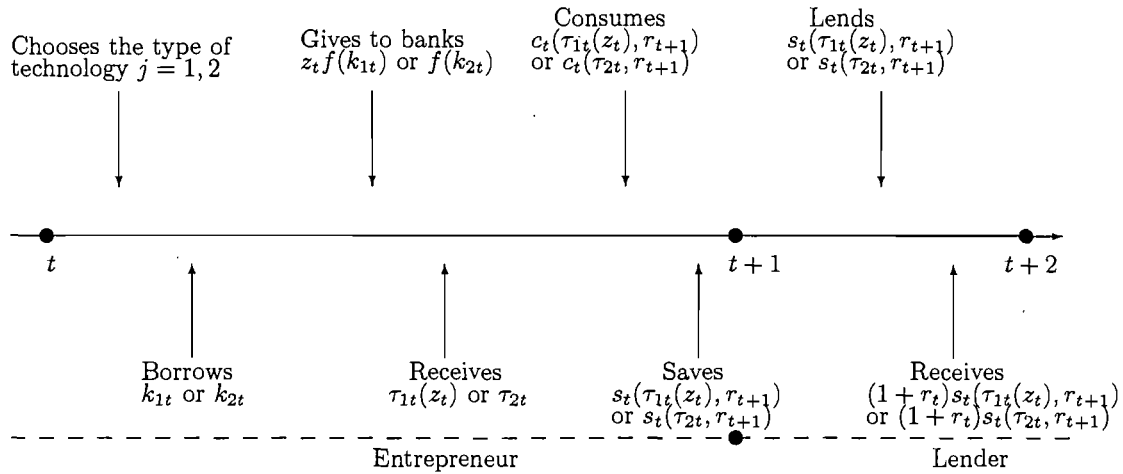 Chooses the type of
technology j = 1, 2
Gives to banks
z_t f(k_{1t}) or f(k_{2t})
Consumes
c_t(τ_{1t}(z_t), r_{t+1})
or c_t(τ_{2t}, r_{t+1})
Lends
s_t(τ_{1t}(z_t), r_{t+1})
or s_t(τ_{2t}, r_{t+1})
t
t + 1
t + 2
Borrows
k_{1t} or k_{2t}
Receives
τ_{1t}(z_t) or τ_{2t}
Saves
s_t(τ_{1t}(z_t), r_{t+1})
or s_t(τ_{2t}, r_{t+1})
Receives
(1 + r_t)s_t(τ_{1t}(z_t), r_{t+1})
or (1 + r_t)s_t(τ_{2t}, r_{t+1})
Entrepreneur
Lender